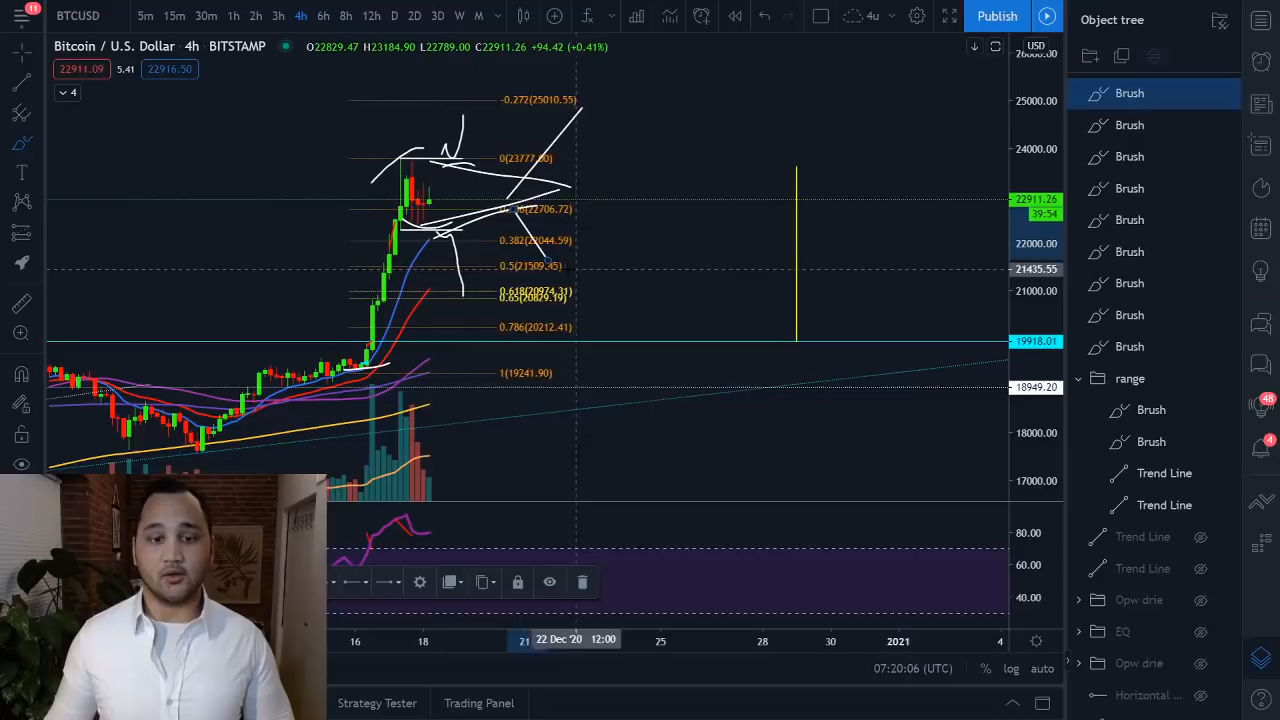 11
BTCUSD
5m 15m 30m 1h 2h 3h 4h 6h 8h 12h D 2D 3D W M
4u
Publish
Object tree
Bitcoin / U.S. Dollar 4h BITSTAMP
O22829.47 H23184.90 L22789.00 C22911.26 +94.42 (+0.41%)
USD
22911.09 5.41 22916.50
4
Brush
Brush
Brush
Brush
Brush
Brush
Brush
Brush
Brush
range
Brush
Brush
Trend Line
Trend Line
Trend Line
Trend Line
Opw drie
EQ
Opw drie
Horizontal ...
-0.272(25010.55)
0(23777.00)
(22706.72)
0.382(22044.59)
0.5(21509.45)
0.618(20974.31)
0.65(20829.19)
0.786(20212.41)
1(19241.90)
25000.00
24000.00
22911.26
39:54
22000.00
21435.55
21000.00
19918.01
18949.20
18000.00
17000.00
80.00
60.00
40.00
16 18 21 22 Dec '20 12:00 25 28 2021 4
07:20:06 (UTC) % log auto
Strategy Tester Trading Panel
48
4